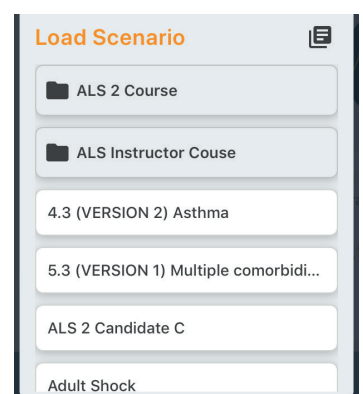 Load Scenario
ALS 2 Course
ALS Instructor Couse
4.3 (VERSION 2) Asthma
5.3 (VERSION 1) Multiple comorbidi...
ALS 2 Candidate C
Adult Shock